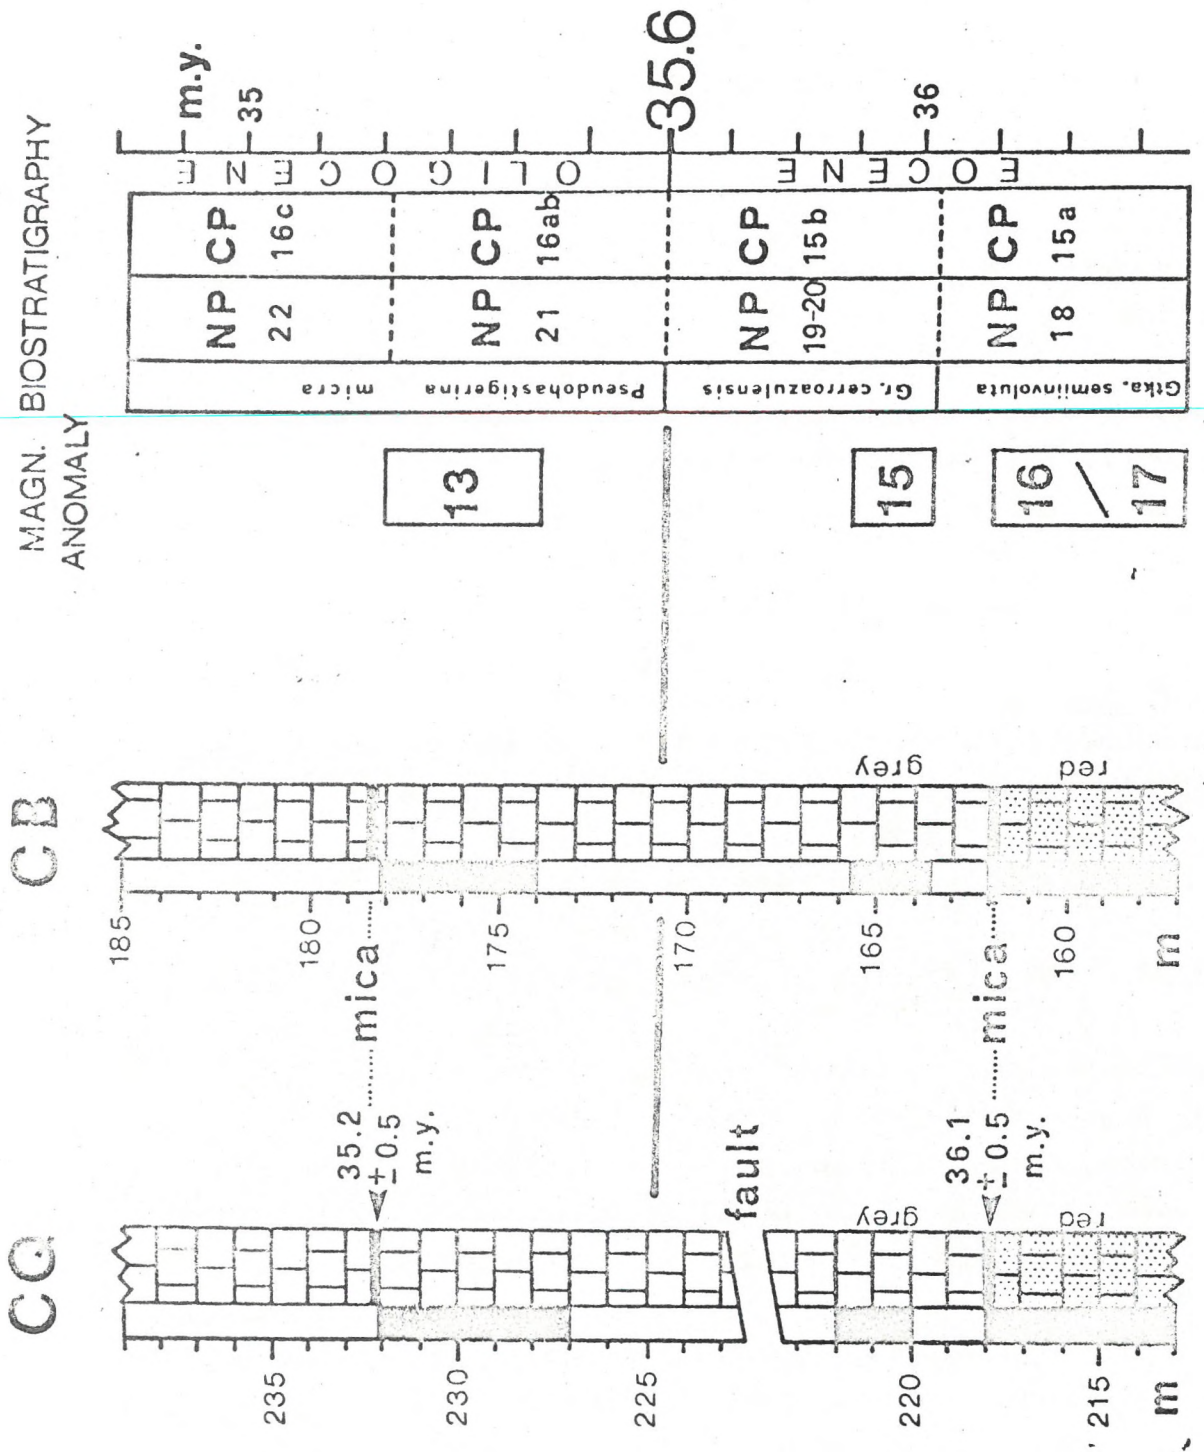 CQ
CB
MAGN.
ANOMALY
BIOSTRATIGRAPHY
m.y.
235
230
225
220
215
m
fault
grey
red
35.2
± 0.5
m.y.
mica
36.1
± 0.5
m.y.
mica
185
180
175
170
165
160
m
grey
red
13
15
16
/
17
Pseudohastigerina micra
Gr. cerroazulensis
Gtka. semiinvoluta
NP
22
NP
21
NP
19-20
NP
18
CP
16c
CP
16ab
CP
15b
CP
15a
OLIGOCENE
EOCENE
35
35.6
36